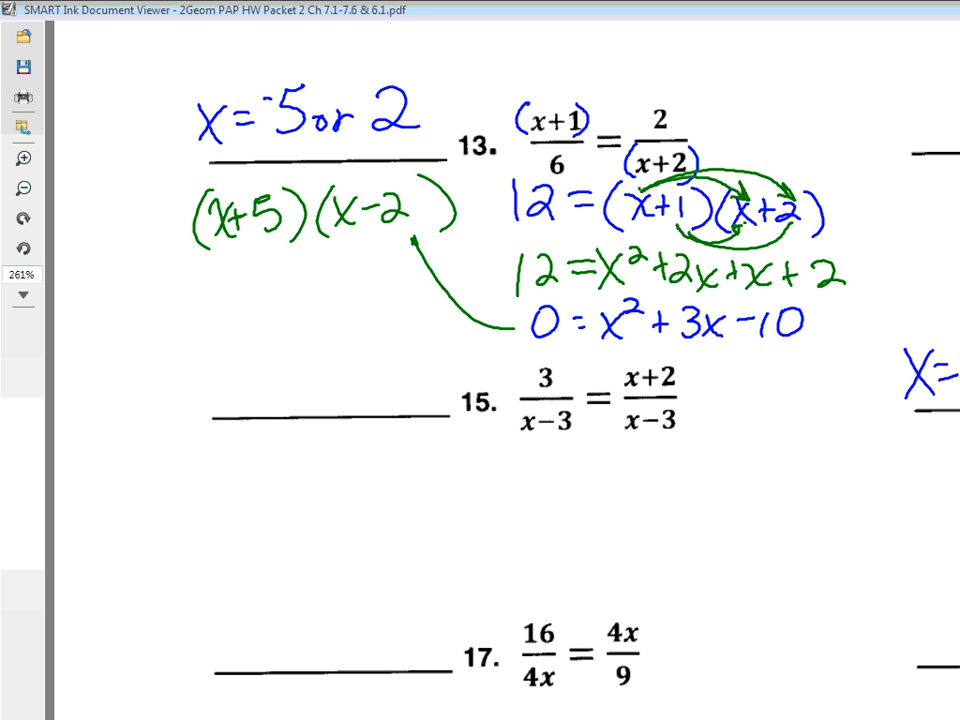 SMART Ink Document Viewer - 2Geom PAP HW Packet 2 Ch 7.1-7.6 & 6.1.pdf
261%
x = -5 or 2
13. (x+1)/6 = 2/(x+2)
(x+5)(x-2)
12 = (x+1)(x+2)
12 = x²+2x+x+2
0 = x²+3x-10
15. 3/x−3 = x+2/x−3
X=
17. 16/4x = 4x/9